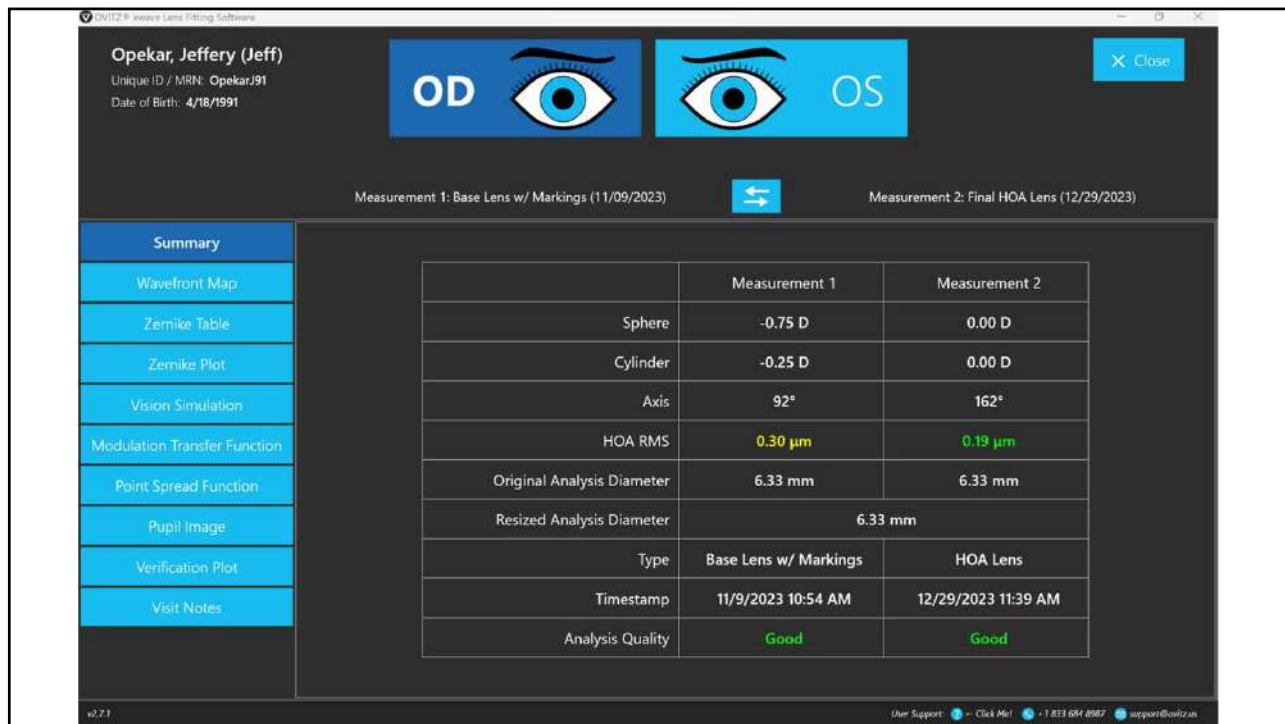 OVITZ® xwave Lens Fitting Software
Opekar, Jeffery (Jeff)
Unique ID / MRN: OpekarJ91
Date of Birth: 4/18/1991
OD
OS
Close
Measurement 1: Base Lens w/ Markings (11/09/2023)
Measurement 2: Final HOA Lens (12/29/2023)
Summary
Wavefront Map
Zernike Table
Zernike Plot
Vision Simulation
Modulation Transfer Function
Point Spread Function
Pupil Image
Verification Plot
Visit Notes
Measurement 1 Measurement 2
Sphere -0.75 D 0.00 D
Cylinder -0.25 D 0.00 D
Axis 92° 162°
HOA RMS 0.30 µm 0.19 µm
Original Analysis Diameter 6.33 mm 6.33 mm
Resized Analysis Diameter 6.33 mm
Type Base Lens w/ Markings HOA Lens
Timestamp 11/9/2023 10:54 AM 12/29/2023 11:39 AM
Analysis Quality Good Good
v2.7.1
User Support: ? – Click Me! +1 833 684 8987 support@ovitz.us